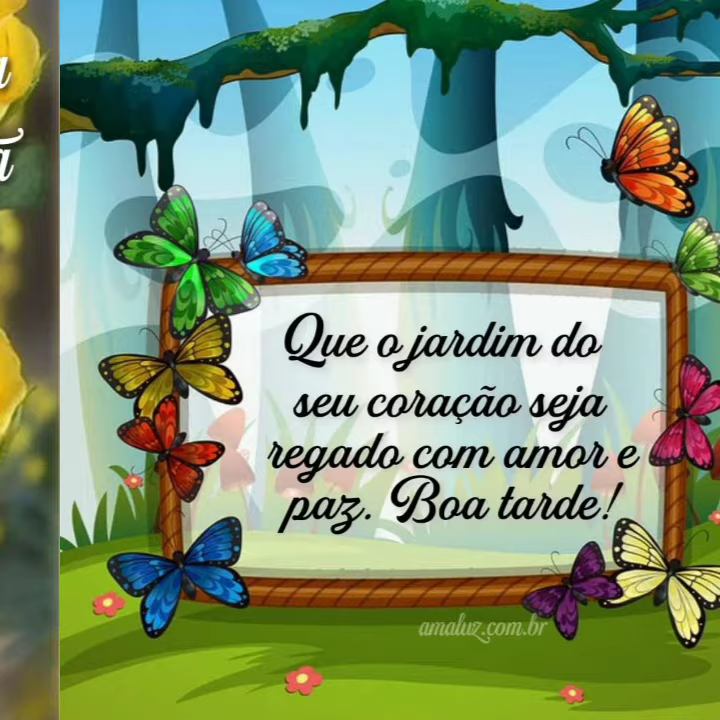 Que o jardim do
seu coração seja
regado com amor e
paz. Boa tarde!
amaluz.com.br